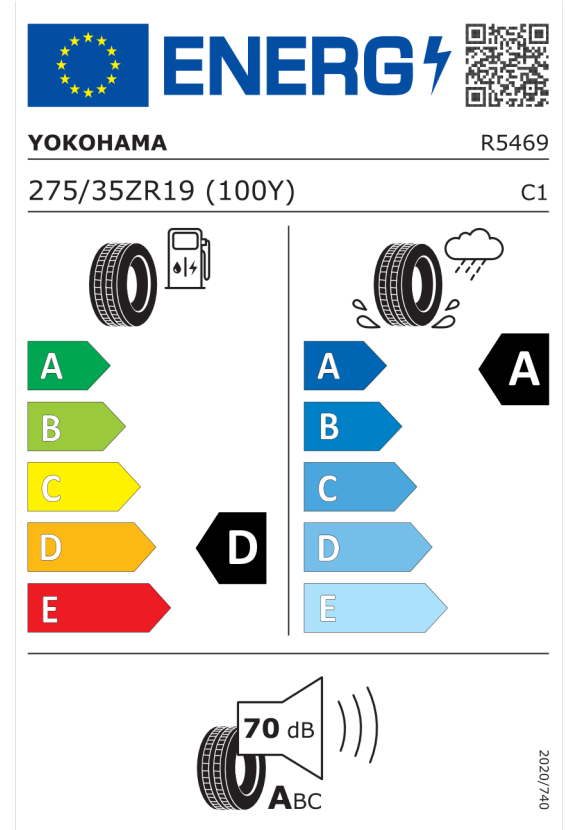 ENERG
YOKOHAMA R5469
275/35ZR19 (100Y) C1
A
B
C
D
E
D
A
B
C
D
E
A
70 dB
ABC
2020/740